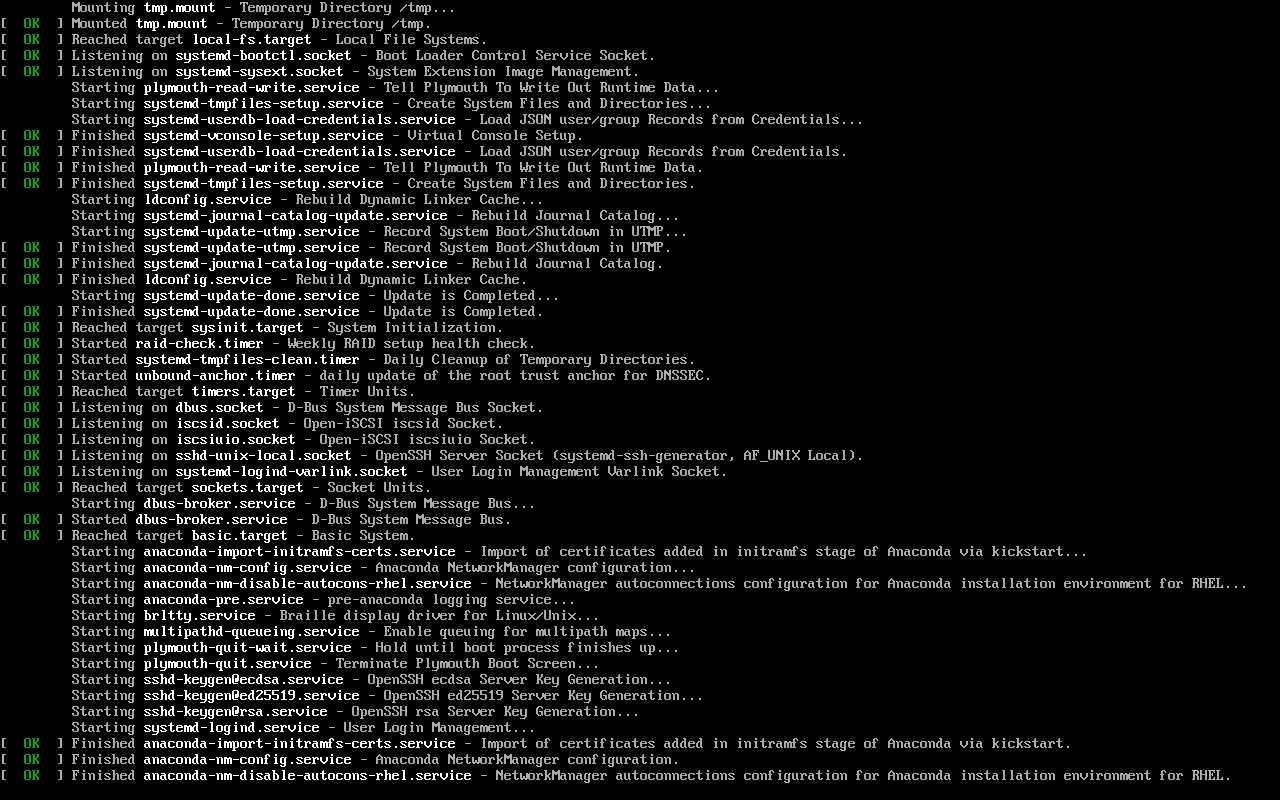 Mounting tmp.mount - Temporary Directory /tmp...
[  OK  ] Mounted tmp.mount - Temporary Directory /tmp.
[  OK  ] Reached target local-fs.target - Local File Systems.
[  OK  ] Listening on systemd-bootctl.socket - Boot Loader Control Service Socket.
[  OK  ] Listening on systemd-sysext.socket - System Extension Image Management.
Starting plymouth-read-write.service - Tell Plymouth To Write Out Runtime Data...
Starting systemd-tmpfiles-setup.service - Create System Files and Directories...
Starting systemd-userdb-load-credentials.service - Load JSON user/group Records from Credentials...
[  OK  ] Finished systemd-vconsole-setup.service - Virtual Console Setup.
[  OK  ] Finished systemd-userdb-load-credentials.service - Load JSON user/group Records from Credentials.
[  OK  ] Finished plymouth-read-write.service - Tell Plymouth To Write Out Runtime Data.
[  OK  ] Finished systemd-tmpfiles-setup.service - Create System Files and Directories.
Starting ldconfig.service - Rebuild Dynamic Linker Cache...
Starting systemd-journal-catalog-update.service - Rebuild Journal Catalog...
Starting systemd-update-utmp.service - Record System Boot/Shutdown in UTMP...
[  OK  ] Finished systemd-update-utmp.service - Record System Boot/Shutdown in UTMP.
[  OK  ] Finished systemd-journal-catalog-update.service - Rebuild Journal Catalog.
[  OK  ] Finished ldconfig.service - Rebuild Dynamic Linker Cache.
Starting systemd-update-done.service - Update is Completed...
[  OK  ] Finished systemd-update-done.service - Update is Completed.
[  OK  ] Reached target sysinit.target - System Initialization.
[  OK  ] Started raid-check.timer - Weekly RAID setup health check.
[  OK  ] Started systemd-tmpfiles-clean.timer - Daily Cleanup of Temporary Directories.
[  OK  ] Started unbound-anchor.timer - daily update of the root trust anchor for DNSSEC.
[  OK  ] Reached target timers.target - Timer Units.
[  OK  ] Listening on dbus.socket - D-Bus System Message Bus Socket.
[  OK  ] Listening on iscsid.socket - Open-iSCSI iscsid Socket.
[  OK  ] Listening on iscsiuio.socket - Open-iSCSI iscsiuio Socket.
[  OK  ] Listening on sshd-unix-local.socket - OpenSSH Server Socket (systemd-ssh-generator, AF_UNIX Local).
[  OK  ] Listening on systemd-logind-varlink.socket - User Login Management Varlink Socket.
[  OK  ] Reached target sockets.target - Socket Units.
Starting dbus-broker.service - D-Bus System Message Bus...
[  OK  ] Started dbus-broker.service - D-Bus System Message Bus.
[  OK  ] Reached target basic.target - Basic System.
Starting anaconda-import-initramfs-certs.service - Import of certificates added in initramfs stage of Anaconda via kickstart...
Starting anaconda-nm-config.service - Anaconda NetworkManager configuration...
Starting anaconda-nm-disable-autocons-rhel.service - NetworkManager autoconnections configuration for Anaconda installation environment for RHEL...
Starting anaconda-pre.service - pre-anaconda logging service...
Starting brltty.service - Braille display driver for Linux/Unix...
Starting multipathd-queueing.service - Enable queuing for multipath maps...
Starting plymouth-quit-wait.service - Hold until boot process finishes up...
Starting plymouth-quit.service - Terminate Plymouth Boot Screen...
Starting sshd-keygen@ecdsa.service - OpenSSH ecdsa Server Key Generation...
Starting sshd-keygen@ed25519.service - OpenSSH ed25519 Server Key Generation...
Starting sshd-keygen@rsa.service - OpenSSH rsa Server Key Generation...
Starting systemd-logind.service - User Login Management...
[  OK  ] Finished anaconda-import-initramfs-certs.service - Import of certificates added in initramfs stage of Anaconda via kickstart.
[  OK  ] Finished anaconda-nm-config.service - Anaconda NetworkManager configuration.
[  OK  ] Finished anaconda-nm-disable-autocons-rhel.service - NetworkManager autoconnections configuration for Anaconda installation environment for RHEL.